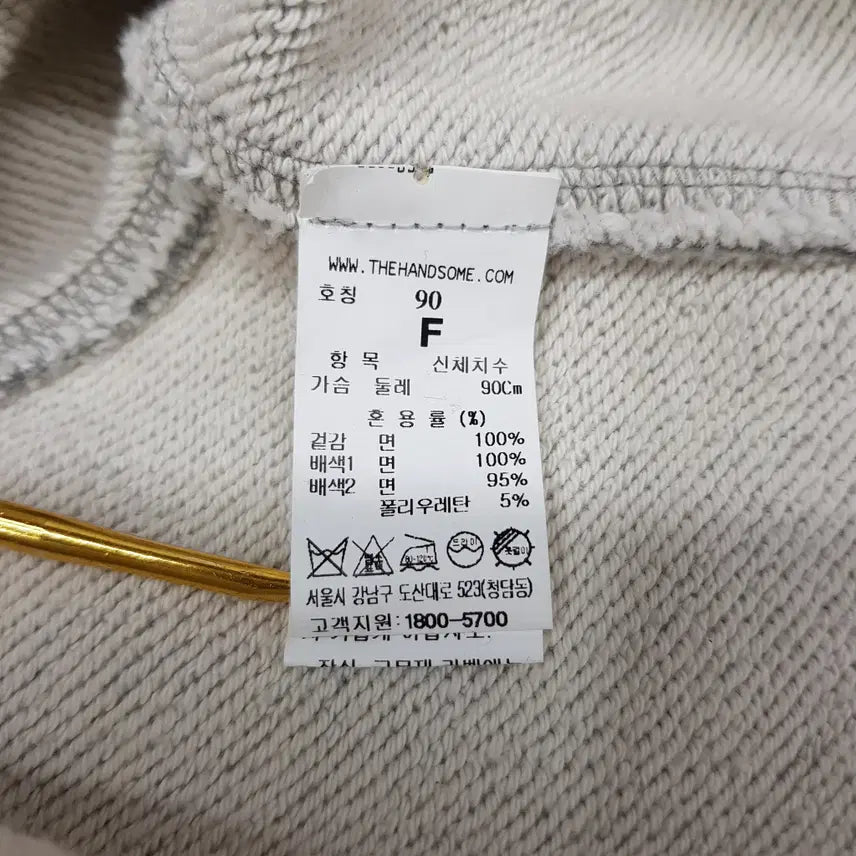 WWW.THEHANDSOME.COM
호칭 90
F
항 목 신체치수
가슴 둘레 90Cm
혼 용 률 (%)
겉감 면 100%
배색1 면 100%
배색2 면 95%
폴리우레탄 5%
드라이
서울시 강남구 도산대로 523(청담동)
고객지원: 1800-5700